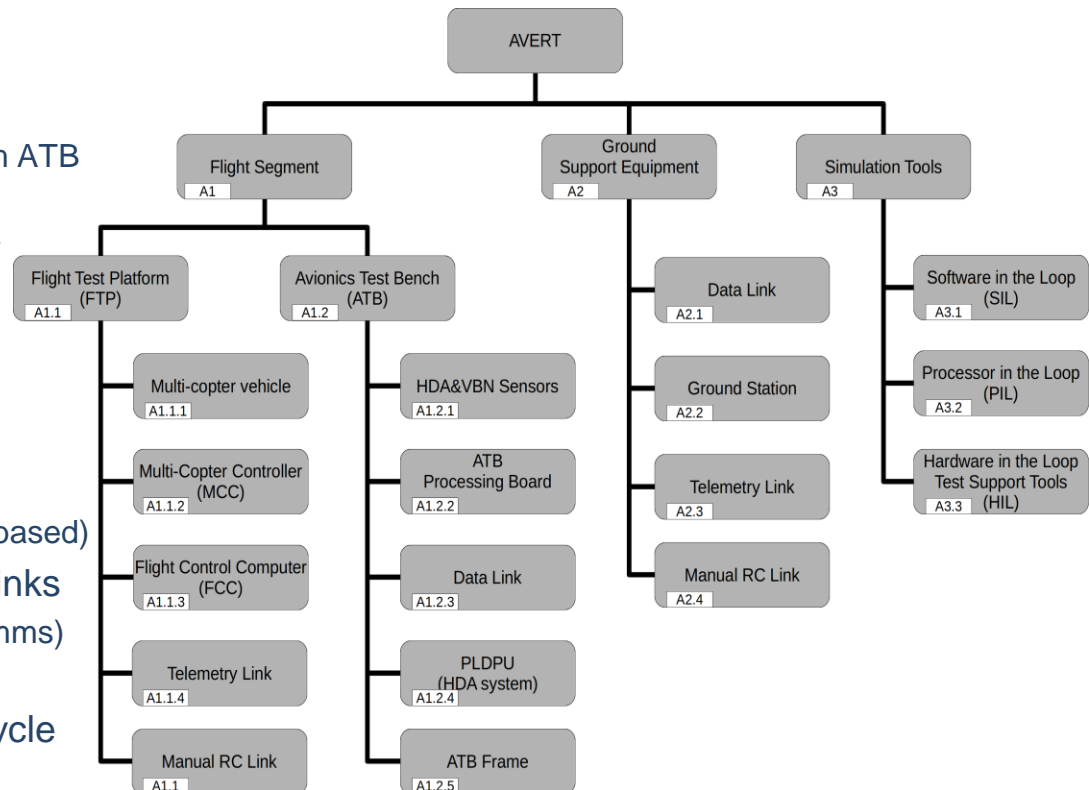 AVERT
n ATB
based)
inks
nms)
ycle
Flight Segment
A1
Ground
Support Equipment
A2
Simulation Tools
A3
Flight Test Platform
(FTP)
A1.1
Avionics Test Bench
(ATB)
A1.2
Multi-copter vehicle
A1.1.1
Multi-Copter Controller
(MCC)
A1.1.2
Flight Control Computer
(FCC)
A1.1.3
Telemetry Link
A1.1.4
Manual RC Link
A1.1
HDA&VBN Sensors
A1.2.1
ATB
Processing Board
A1.2.2
Data Link
A1.2.3
PLDPU
(HDA system)
A1.2.4
ATB Frame
A1.2.5
Data Link
A2.1
Ground Station
A2.2
Telemetry Link
A2.3
Manual RC Link
A2.4
Software in the Loop
(SIL)
A3.1
Processor in the Loop
(PIL)
A3.2
Hardware in the Loop
Test Support Tools
(HIL)
A3.3